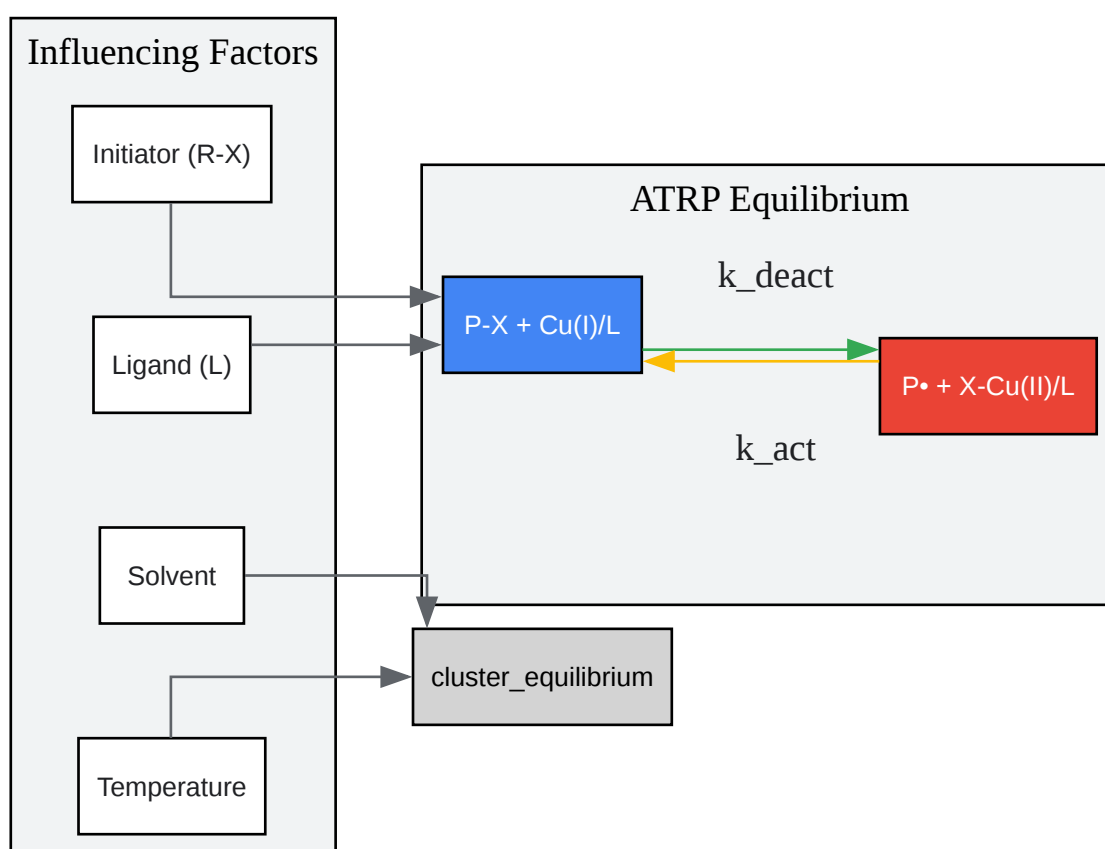 Influencing Factors
Initiator (R-X)
Ligand (L)
Solvent
Temperature
ATRP Equilibrium
k_deact
P-X + Cu(I)/L
P• + X-Cu(II)/L
k_act
cluster_equilibrium